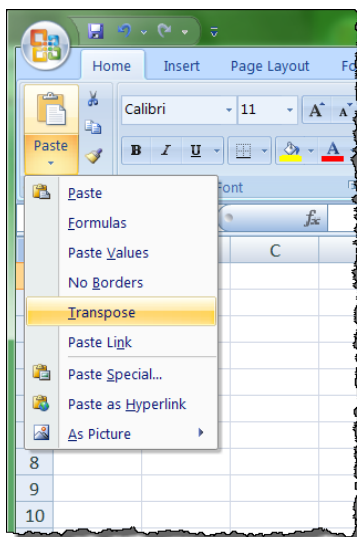 Home Insert Page Layout
Calibri 11 A A
Paste B I U A
Font
Paste fx
Formulas
Paste Values C
No Borders
Transpose
Paste Link
Paste Special...
Paste as Hyperlink
As Picture
8
9
10